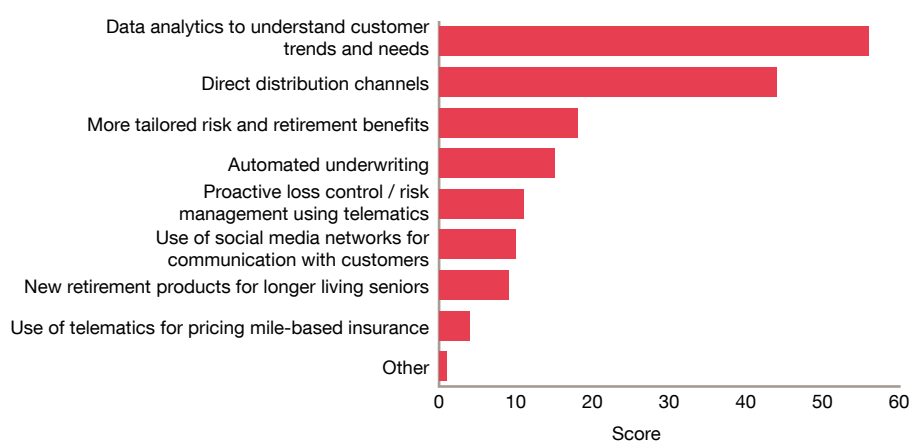 Data analytics to understand customer
trends and needs
Direct distribution channels
More tailored risk and retirement benefits
Automated underwriting
Proactive loss control / risk
management using telematics
Use of social media networks for
communication with customers
New retirement products for longer living seniors
Use of telematics for pricing mile-based insurance
Other
0 10 20 30 40 50 60
Score